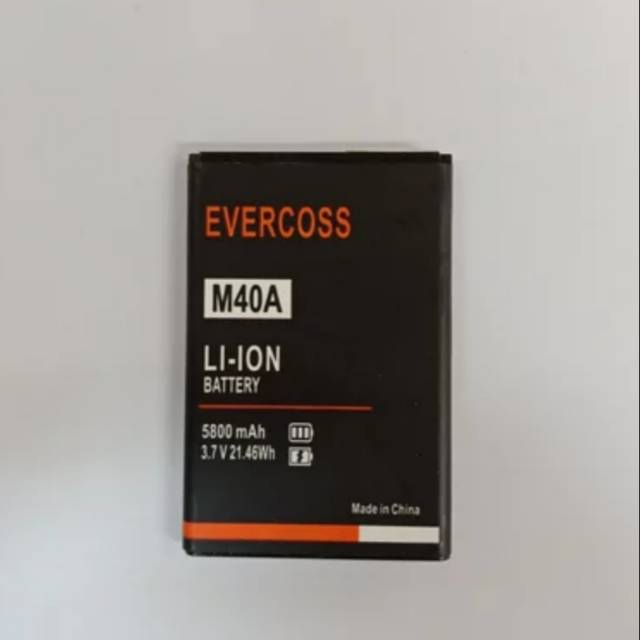 EVERCOSS
M40A
LI-ION
BATTERY
5800 mAh
3.7 V 21.46Wh
Made in China